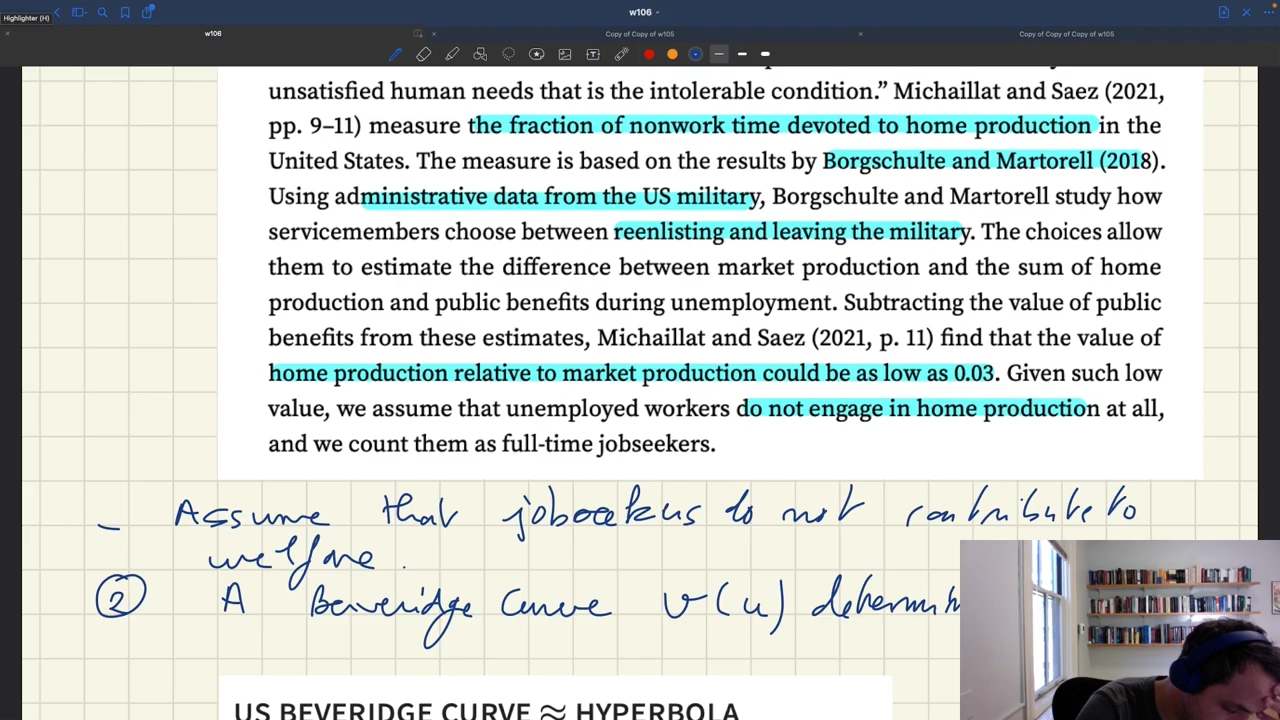 Highlighter (H)
w106
w106
Copy of Copy of w105
Copy of Copy of w105
unsatisfied human needs that is the intolerable condition.” Michaillat and Saez (2021,
pp. 9–11) measure the fraction of nonwork time devoted to home production in the
United States. The measure is based on the results by Borgschulte and Martorell (2018).
Using administrative data from the US military, Borgschulte and Martorell study how
servicemembers choose between reenlisting and leaving the military. The choices allow
them to estimate the difference between market production and the sum of home
production and public benefits during unemployment. Subtracting the value of public
benefits from these estimates, Michaillat and Saez (2021, p. 11) find that the value of
home production relative to market production could be as low as 0.03. Given such low
value, we assume that unemployed workers do not engage in home production at all,
and we count them as full-time jobseekers.
– Assume that jobseekers do not contribute to
welfare.
② A Beveridge Curve v(u)
US BEVERIDGE CURVE ≈ HYPERBOLA